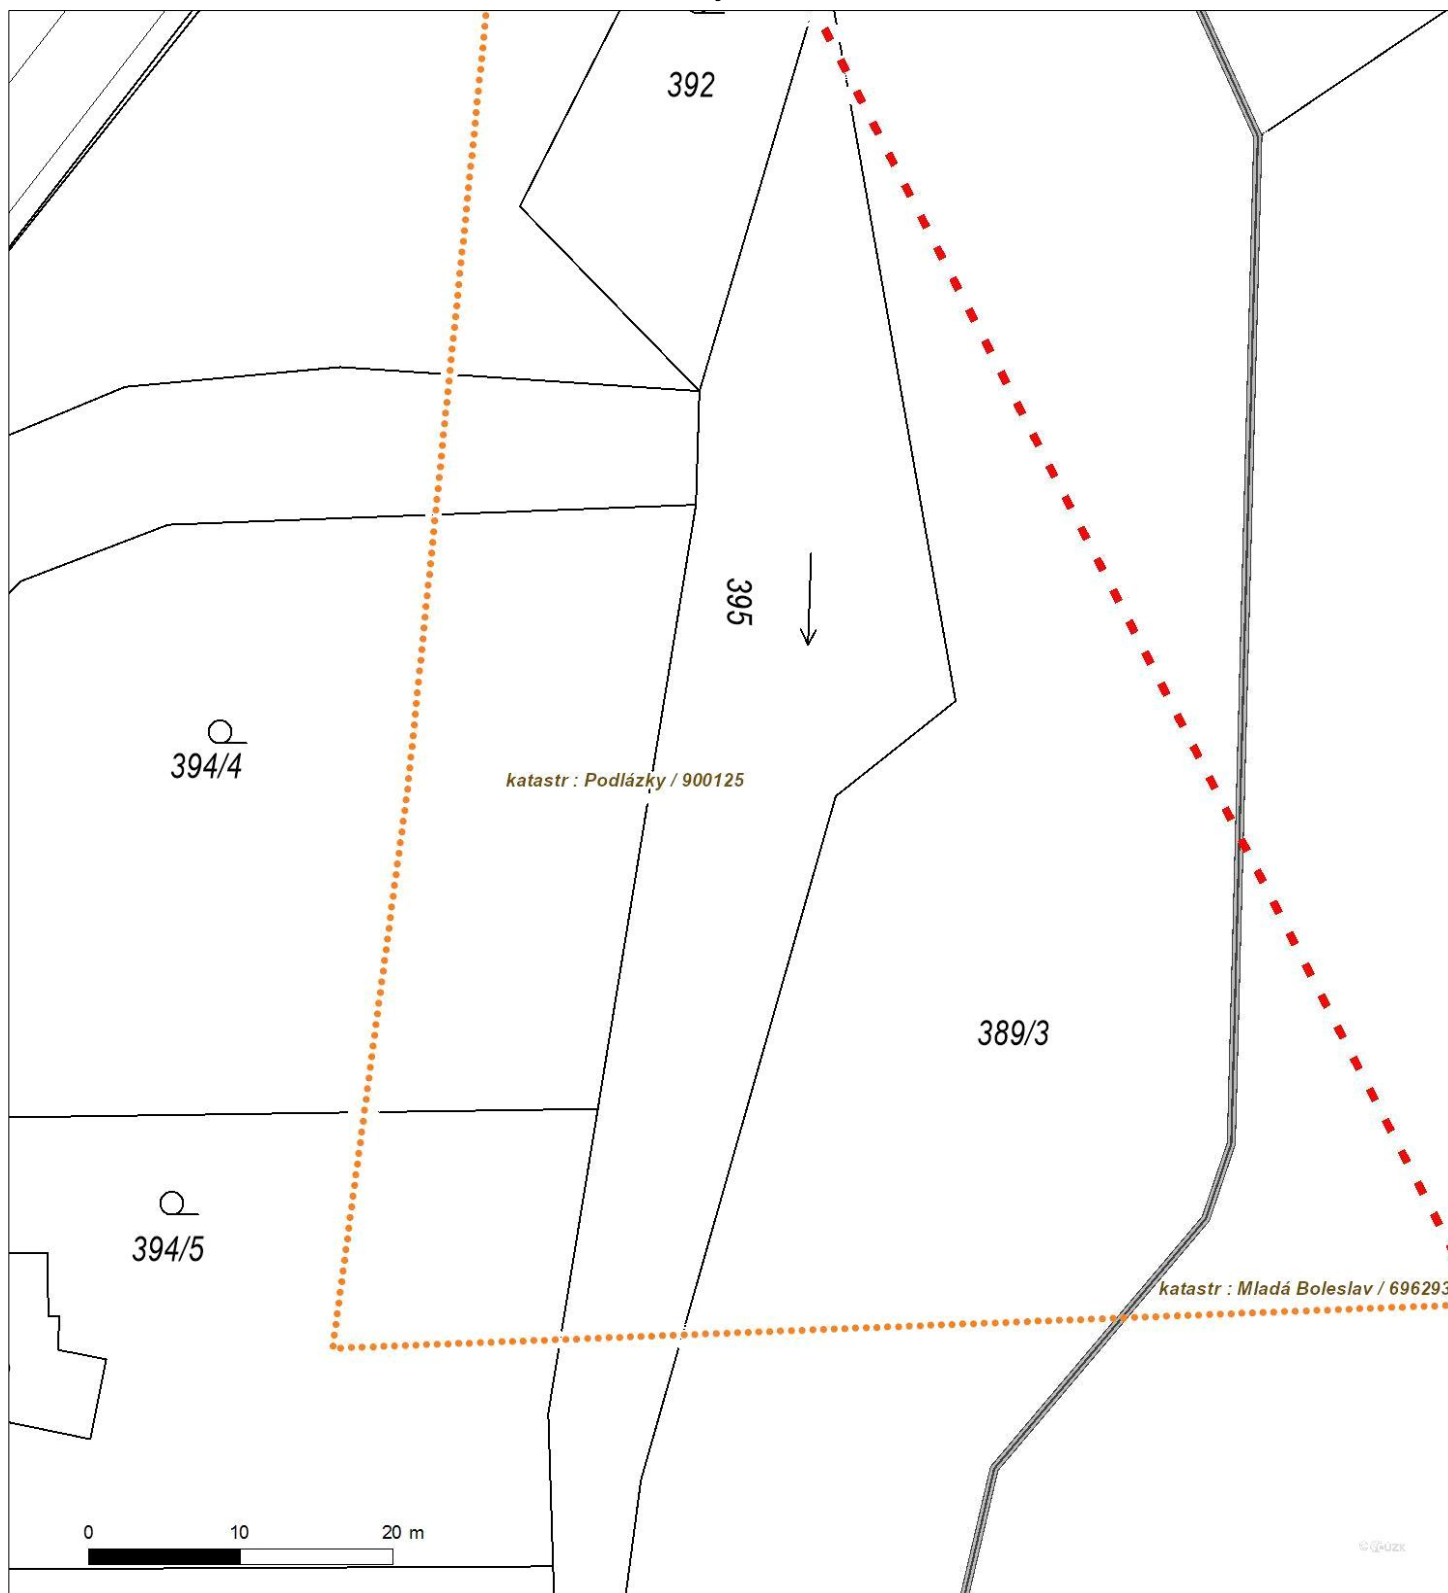 392
395
394/4
katastr : Podlázky / 900125
389/3
394/5
katastr : Mladá Boleslav / 696293
0 10 20 m